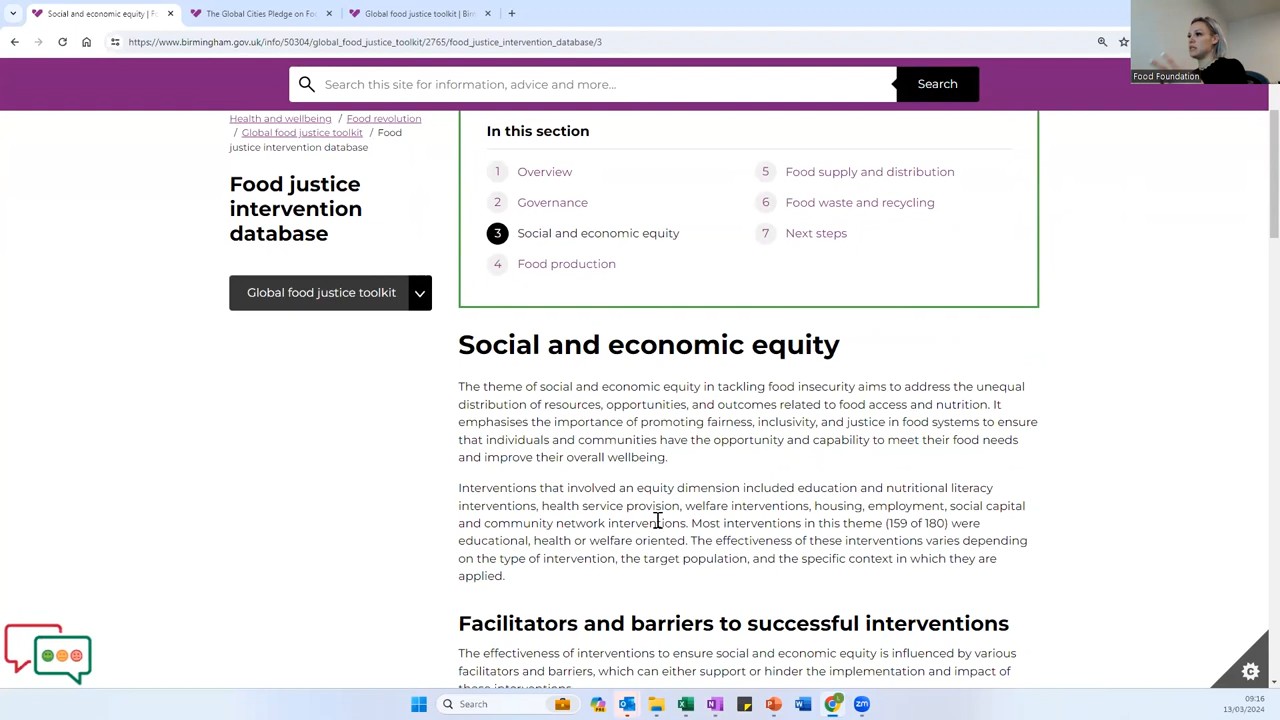 Social and economic equity | Fo
The Global Cities Pledge on Foo
Global food justice toolkit | Birm
https://www.birmingham.gov.uk/info/50304/global_food_justice_toolkit/2765/food_justice_intervention_database/3
Food Foundation
Search this site for information, advice and more...
Search
Health and wellbeing / Food revolution
/ Global food justice toolkit / Food
justice intervention database
Food justice
intervention
database
Global food justice toolkit
In this section
1 Overview
2 Governance
3 Social and economic equity
4 Food production
5 Food supply and distribution
6 Food waste and recycling
7 Next steps
Social and economic equity
The theme of social and economic equity in tackling food insecurity aims to address the unequal
distribution of resources, opportunities, and outcomes related to food access and nutrition. It
emphasises the importance of promoting fairness, inclusivity, and justice in food systems to ensure
that individuals and communities have the opportunity and capability to meet their food needs
and improve their overall wellbeing.
Interventions that involved an equity dimension included education and nutritional literacy
interventions, health service provision, welfare interventions, housing, employment, social capital
and community network interventions. Most interventions in this theme (159 of 180) were
educational, health or welfare oriented. The effectiveness of these interventions varies depending
on the type of intervention, the target population, and the specific context in which they are
applied.
Facilitators and barriers to successful interventions
The effectiveness of interventions to ensure social and economic equity is influenced by various
facilitators and barriers, which can either support or hinder the implementation and impact of
these interventions.
Search
09:16
13/03/2024